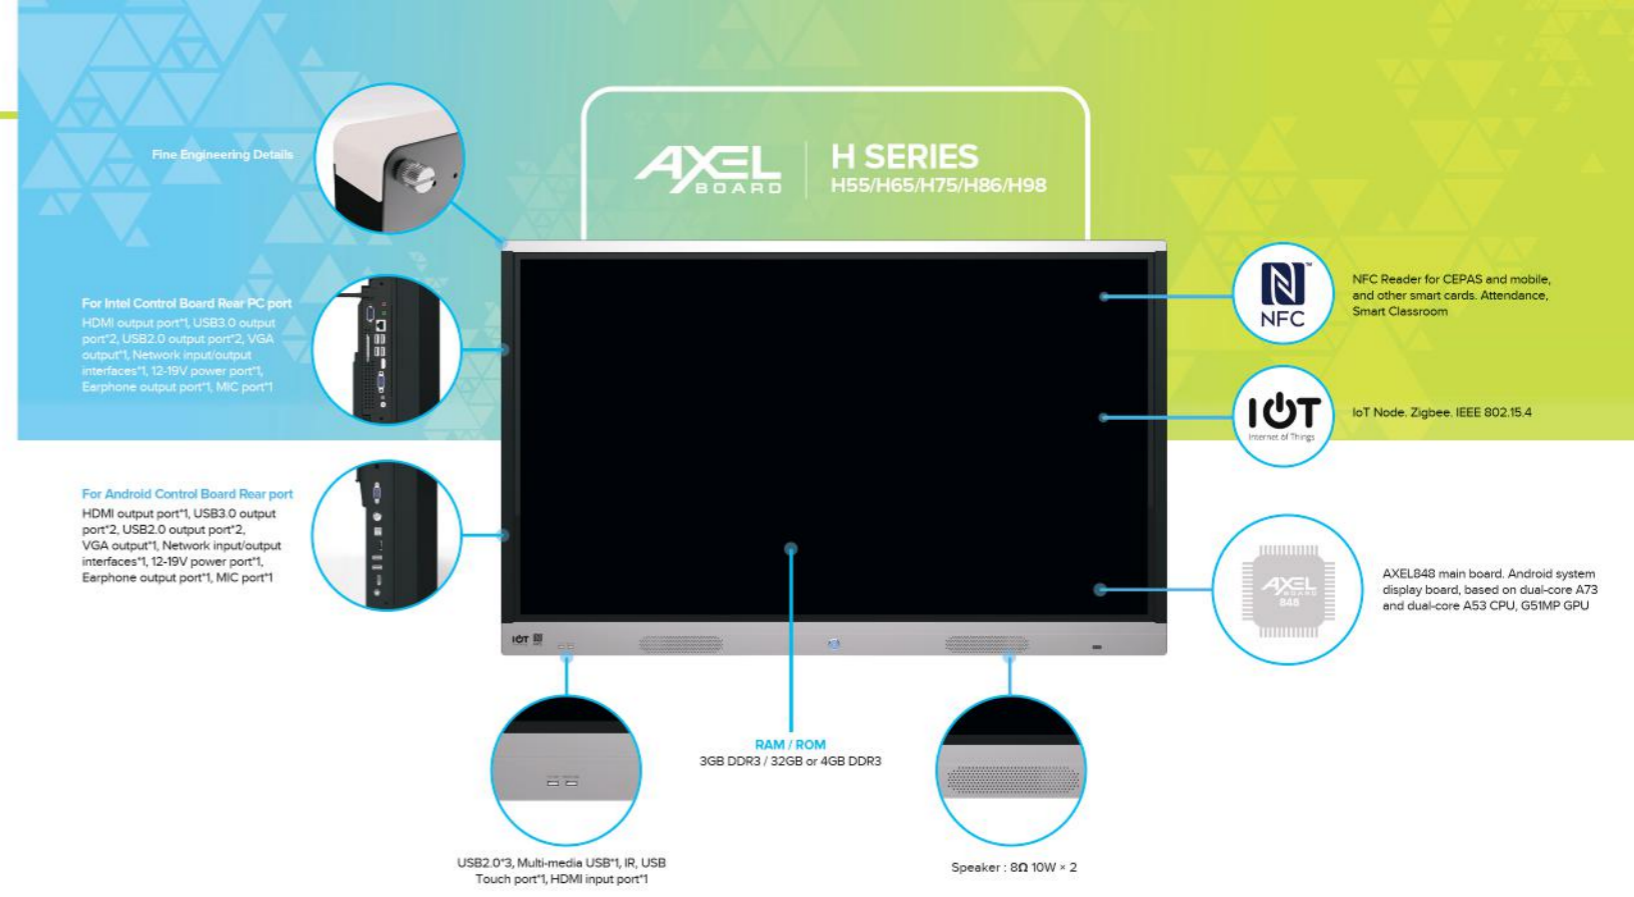 Fine Engineering Details
AXEL
BOARD
H SERIES
H55/H65/H75/H86/H98
For Intel Control Board Rear PC port
HDMI output port*1, USB3.0 output
port*2, USB2.0 output port*2, VGA
output*1, Network input/output
interfaces*1, 12-19V power port*1,
Earphone output port*1, MIC port*1
For Android Control Board Rear port
HDMI output port*1, USB3.0 output
port*2, USB2.0 output port*2,
VGA output*1, Network input/output
interfaces*1, 12-19V power port*1,
Earphone output port*1, MIC port*1
NFC
NFC Reader for CEPAS and mobile,
and other smart cards. Attendance,
Smart Classroom
IOT
Internet of Things
IoT Node. Zigbee. IEEE 802.15.4
AXEL
BOARD
848
AXEL848 main board. Android system
display board, based on dual-core A73
and dual-core A53 CPU, G51MP GPU
IOT
RAM / ROM
3GB DDR3 / 32GB or 4GB DDR3
USB2.0*3, Multi-media USB*1, IR, USB
Touch port*1, HDMI input port*1
Speaker : 8Ω 10W × 2